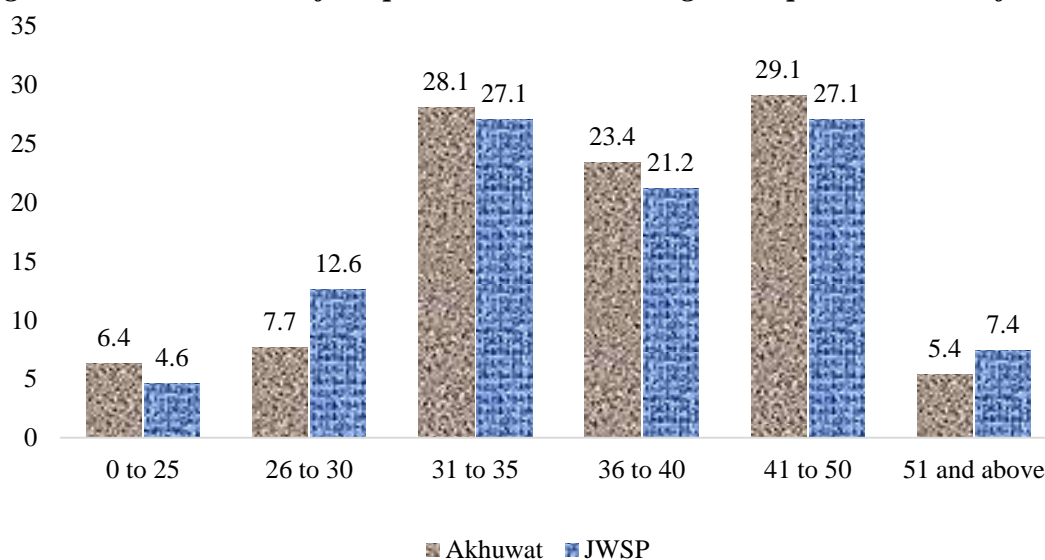 35
30
25
20
15
10
5
0
28.1
27.1
29.1
27.1
23.4
21.2
12.6
7.7
6.4
4.6
5.4
7.4
0 to 25
26 to 30
31 to 35
36 to 40
41 to 50
51 and above
Akhuwat JWSP